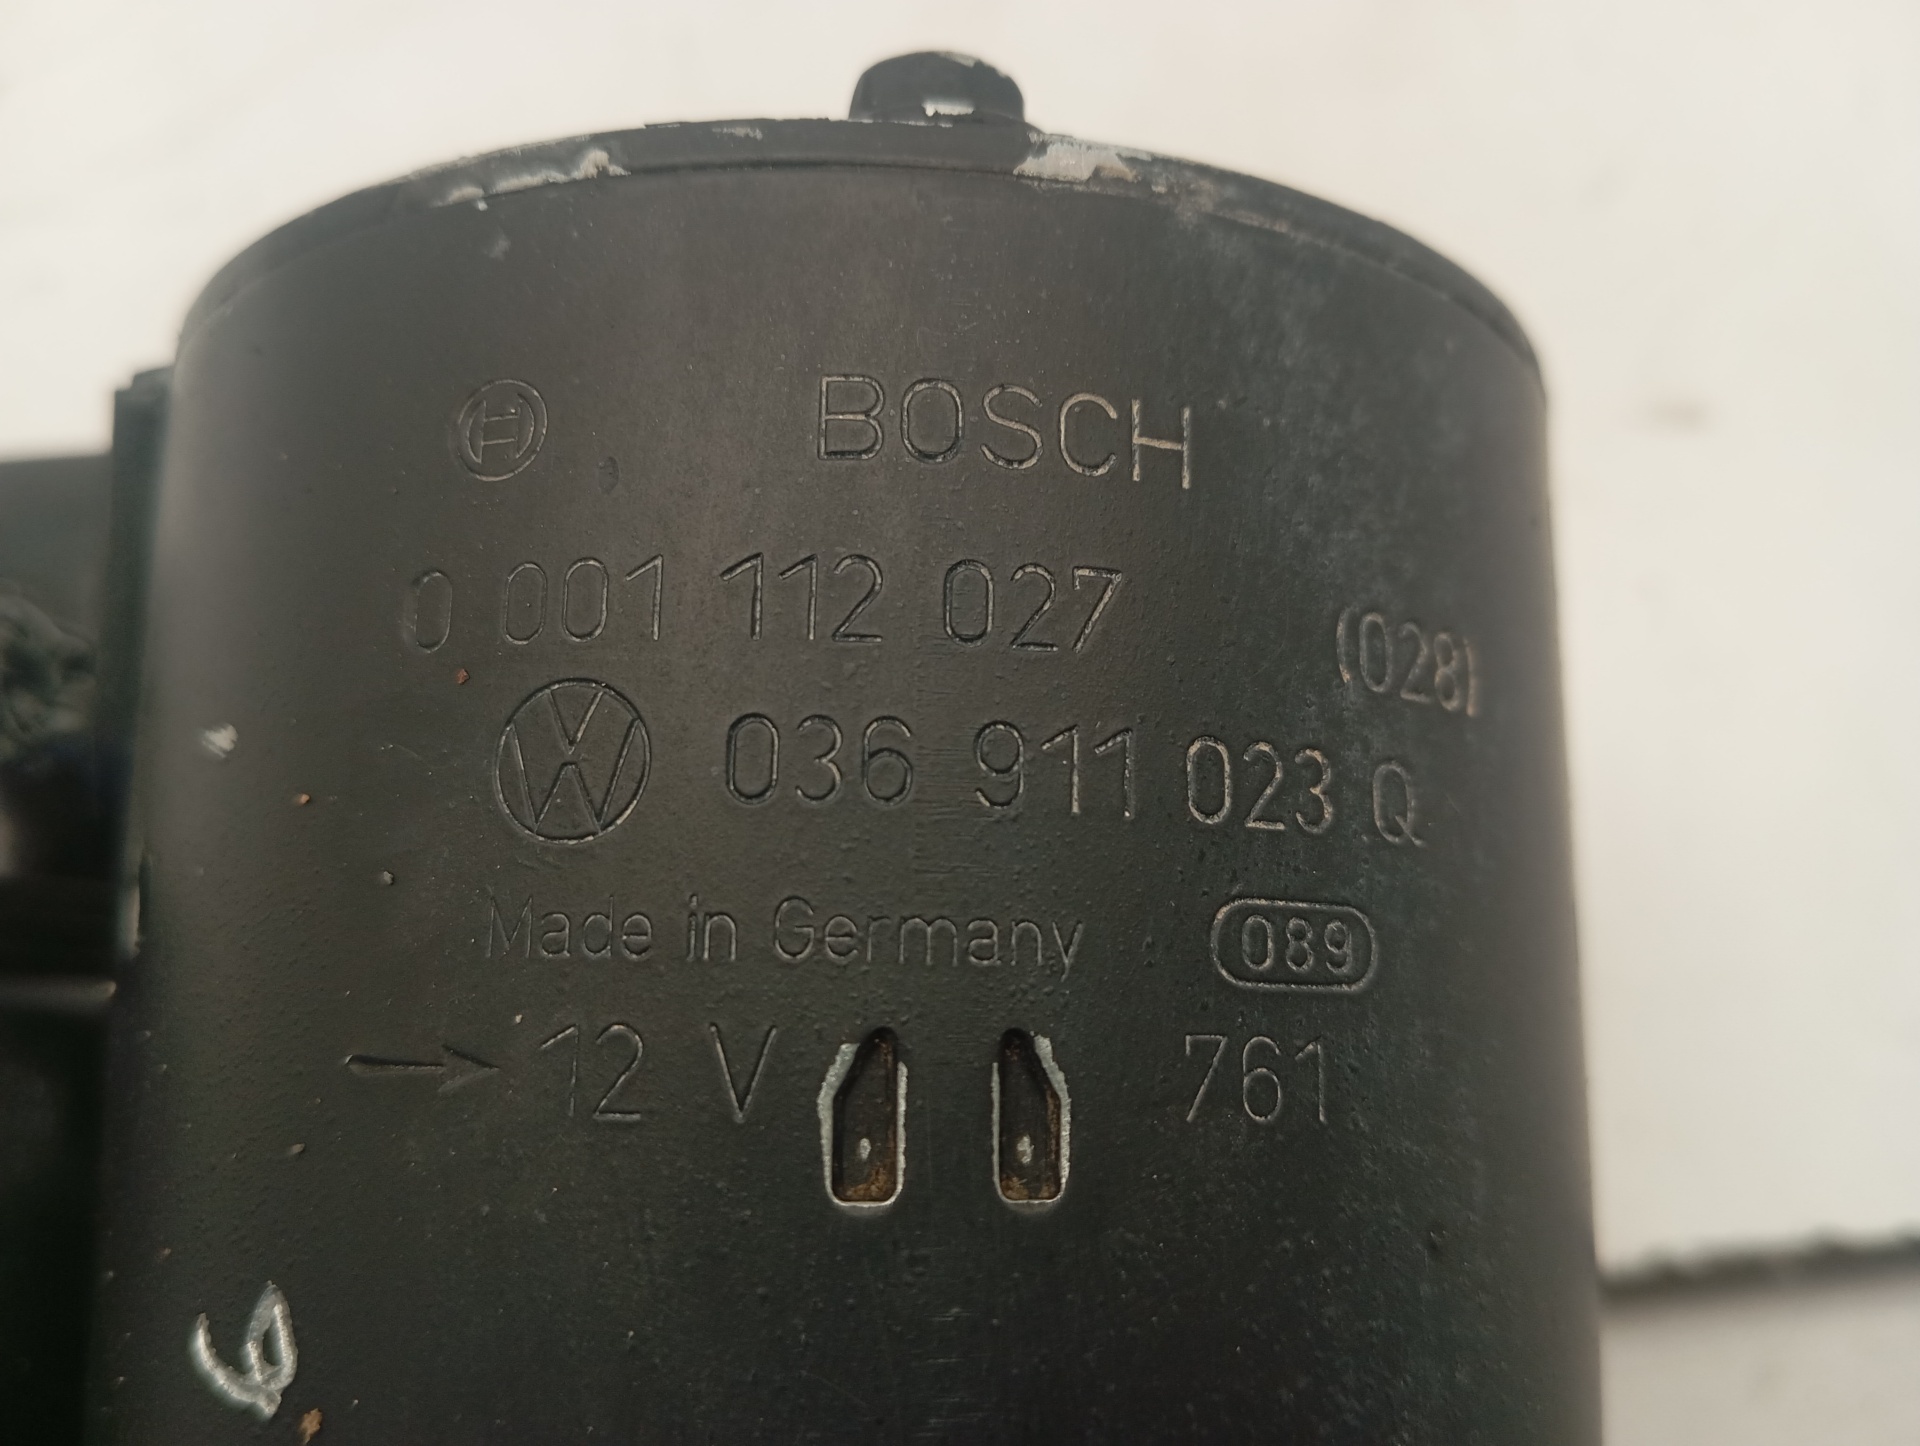 BOSCH
0 001 112 027
(028)
036 911 023 Q
Made in Germany 089
12 V 761